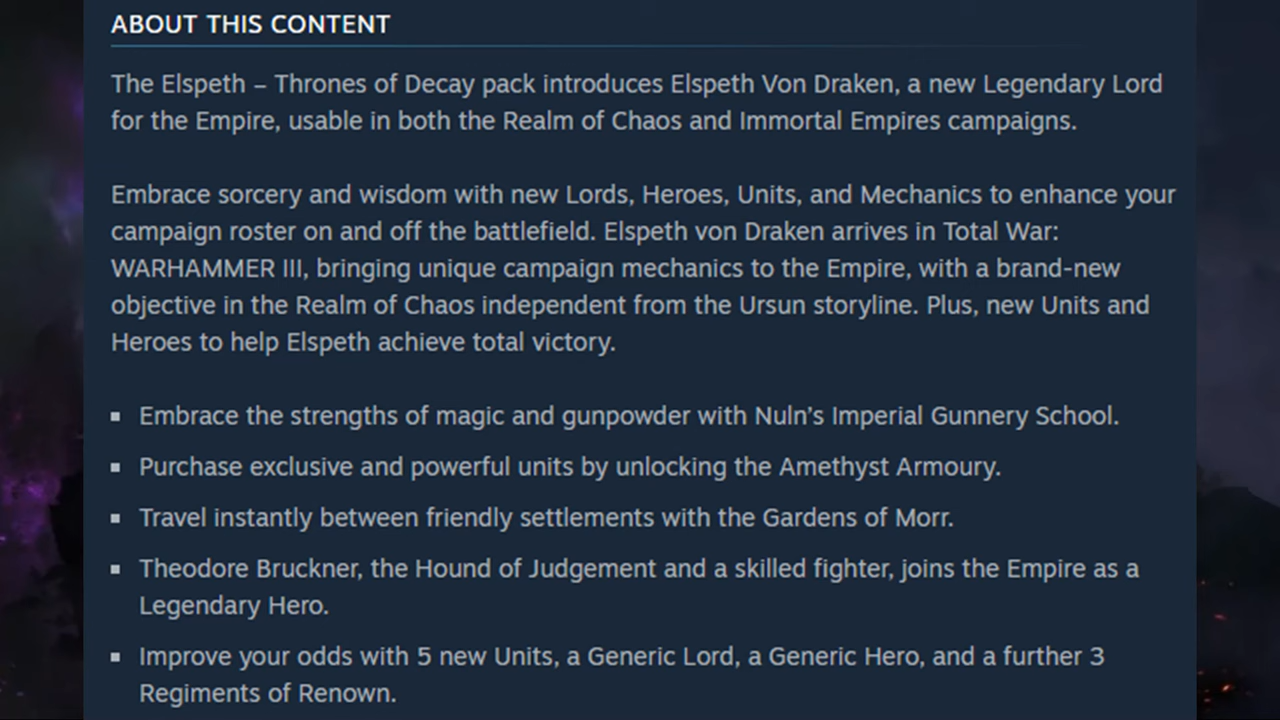 ABOUT THIS CONTENT
The Elspeth – Thrones of Decay pack introduces Elspeth Von Draken, a new Legendary Lord
for the Empire, usable in both the Realm of Chaos and Immortal Empires campaigns.
Embrace sorcery and wisdom with new Lords, Heroes, Units, and Mechanics to enhance your
campaign roster on and off the battlefield. Elspeth von Draken arrives in Total War:
WARHAMMER III, bringing unique campaign mechanics to the Empire, with a brand-new
objective in the Realm of Chaos independent from the Ursun storyline. Plus, new Units and
Heroes to help Elspeth achieve total victory.
▪ Embrace the strengths of magic and gunpowder with Nuln’s Imperial Gunnery School.
▪ Purchase exclusive and powerful units by unlocking the Amethyst Armoury.
▪ Travel instantly between friendly settlements with the Gardens of Morr.
▪ Theodore Bruckner, the Hound of Judgement and a skilled fighter, joins the Empire as a
Legendary Hero.
▪ Improve your odds with 5 new Units, a Generic Lord, a Generic Hero, and a further 3
Regiments of Renown.